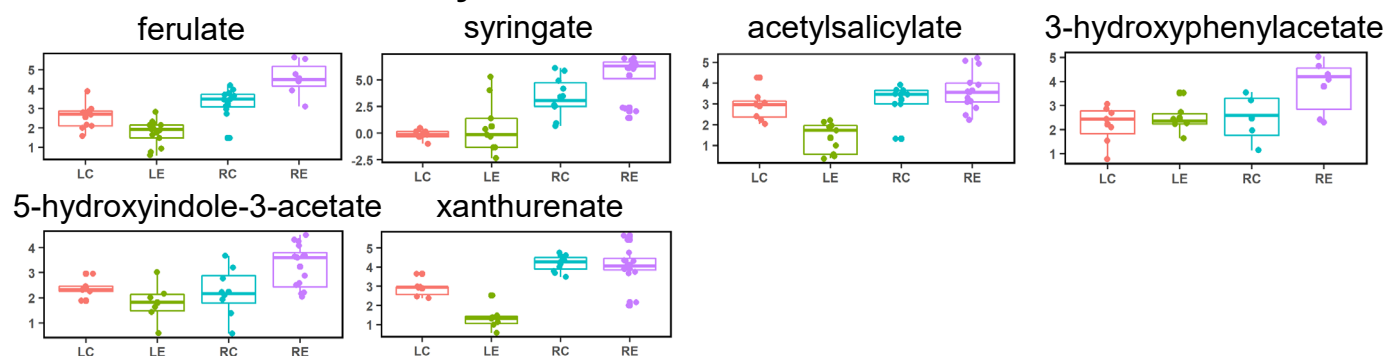 ferulate
syringate
acetylsalicylate
3-hydroxyphenylacetate
5
4
3
2
1
LC LE RC RE
5.0
2.5
0.0
-2.5
LC LE RC RE
5
4
3
2
1
LC LE RC RE
5
4
3
2
1
LC LE RC RE
5-hydroxyindole-3-acetate
xanthurenate
4
3
2
1
LC LE RC RE
5
4
3
2
1
LC LE RC RE